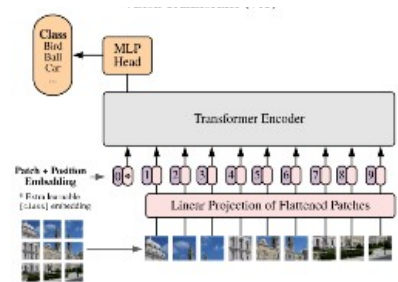 Class
Bird
Ball
Car
...
MLP
Head
Transformer Encoder
Patch + Position
Embedding
0 * 1 2 3 4 5 6 7 8 9
* Extra learnable
[class] embedding
Linear Projection of Flattened Patches